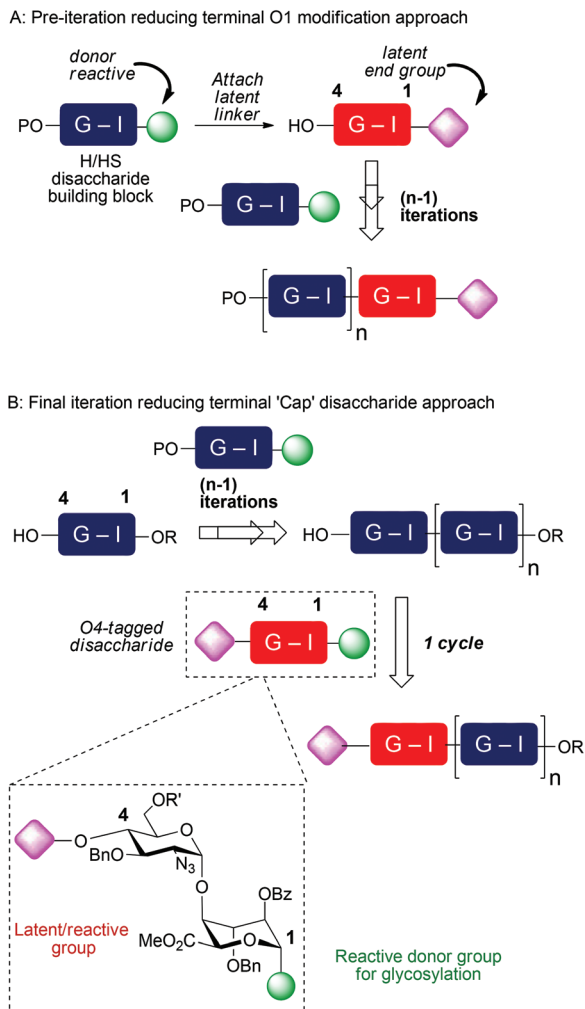 A: Pre-iteration reducing terminal O1 modification approach
donor
reactive
Attach
latent
linker
latent
end group
4
1
PO
G – I
HO
G – I
H/HS
disaccharide
building block
PO
G – I
(n-1)
iterations
PO
G – I
G – I
n
B: Final iteration reducing terminal 'Cap' disaccharide approach
PO
G – I
4
1
(n-1)
iterations
HO
G – I
OR
HO
G – I
G – I
OR
n
O4-tagged
disaccharide
4
1
G – I
1 cycle
G – I
G – I
OR
n
OR'
4
O
O
BnO
N3
O
OBz
Latent/reactive
group
MeO2C
O
1
OBn
Reactive donor group
for glycosylation